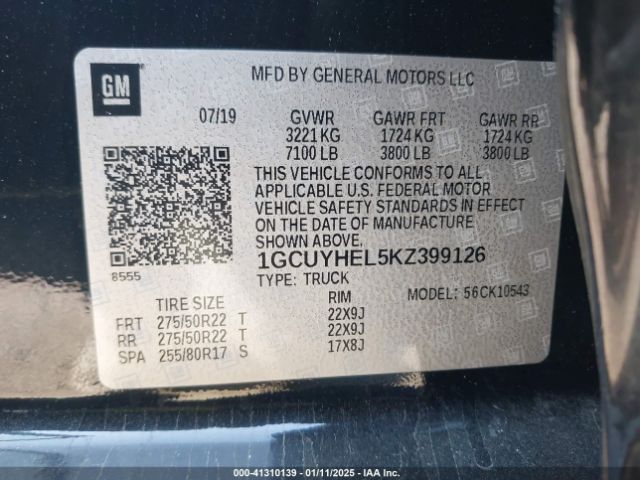 GM
MFD BY GENERAL MOTORS LLC
07/19 GVWR GAWR FRT GAWR RR
3221 KG 1724 KG 1724 KG
7100 LB 3800 LB 3800 LB
THIS VEHICLE CONFORMS TO ALL
APPLICABLE U.S. FEDERAL MOTOR
VEHICLE SAFETY STANDARDS IN EFFECT
ON THE DATE OF MANUFACTURE
SHOWN ABOVE.
1GCUYHEL5KZ399126
8555
TYPE: TRUCK MODEL: 56CK10543
TIRE SIZE RIM
FRT 275/50R22 T 22X9J
RR 275/50R22 T 22X9J
SPA 255/80R17 S 17X8J
000-41310139 - 01/11/2025 - IAA Inc.